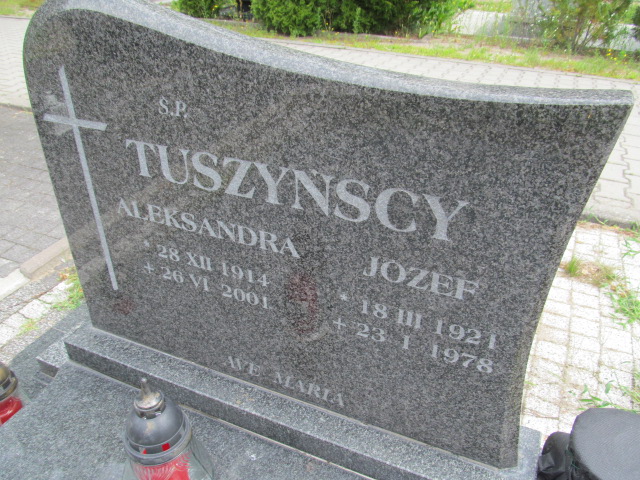 Ś.P.
TUSZYŃSCY
ALEKSANDRA
* 28 XII 1914
+ 26 VI 2001
JÓZEF
* 18 III 1921
+ 23 I 1978
AVE MARIA